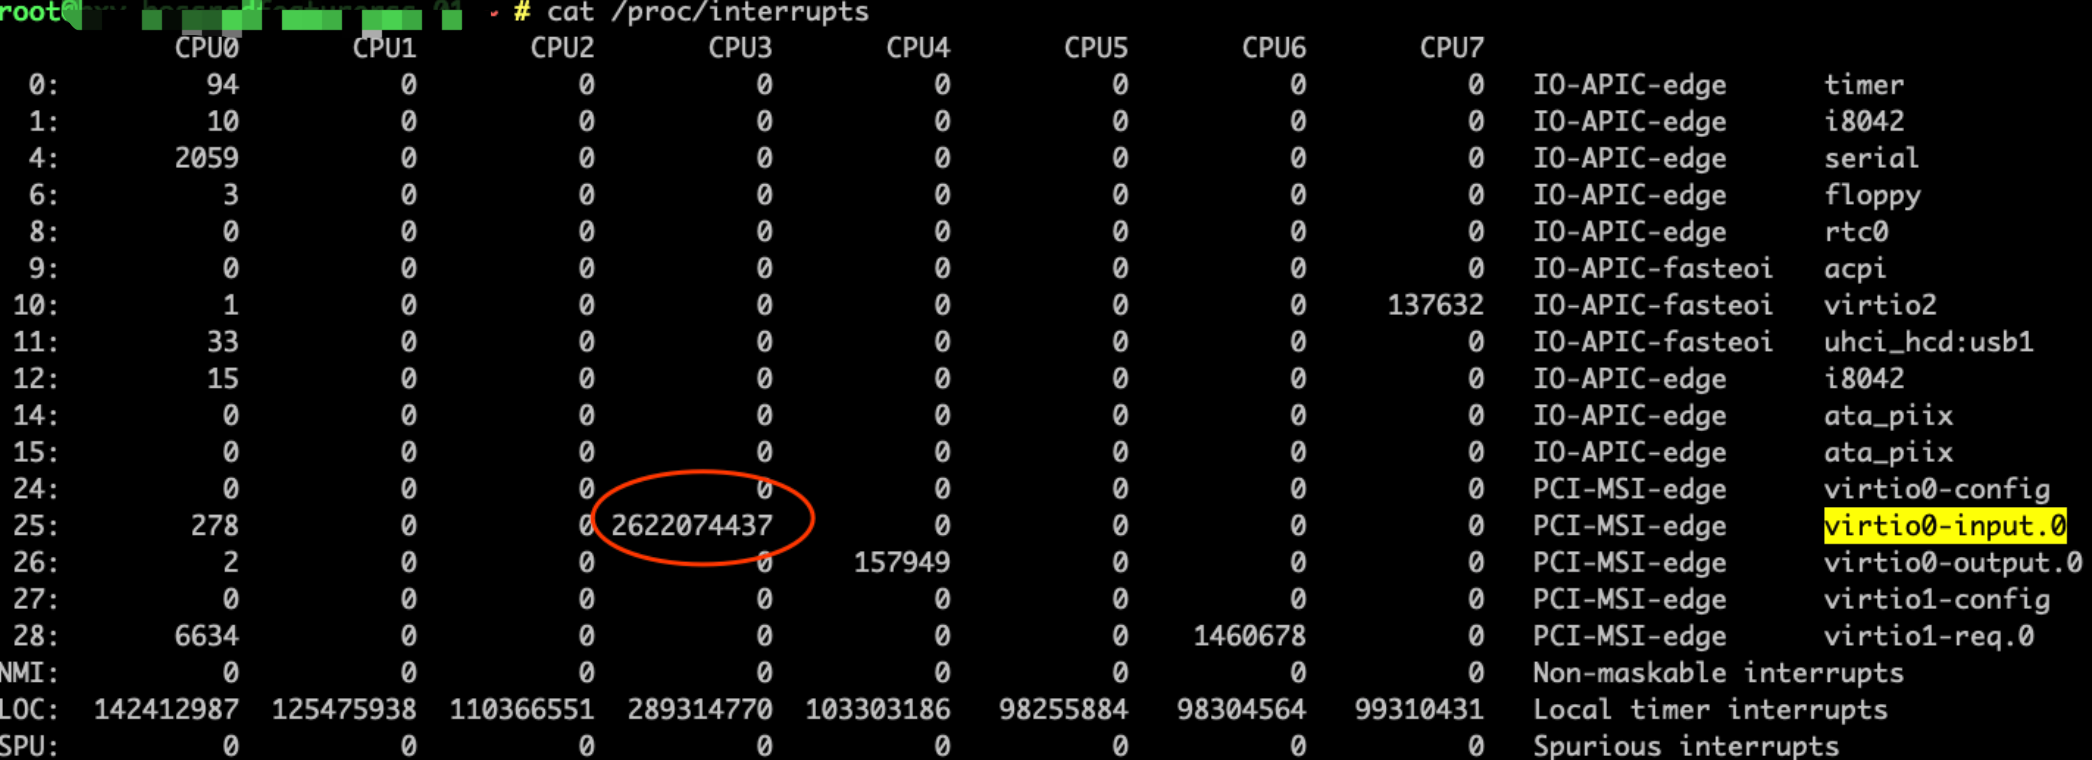 root@ # cat /proc/interrupts
CPU0 CPU1 CPU2 CPU3 CPU4 CPU5 CPU6 CPU7
0: 94 0 0 0 0 0 0 0 IO-APIC-edge timer
1: 10 0 0 0 0 0 0 0 IO-APIC-edge i8042
4: 2059 0 0 0 0 0 0 0 IO-APIC-edge serial
6: 3 0 0 0 0 0 0 0 IO-APIC-edge floppy
8: 0 0 0 0 0 0 0 0 IO-APIC-edge rtc0
9: 0 0 0 0 0 0 0 0 IO-APIC-fasteoi acpi
10: 1 0 0 0 0 0 0 137632 IO-APIC-fasteoi virtio2
11: 33 0 0 0 0 0 0 0 IO-APIC-fasteoi uhci_hcd:usb1
12: 15 0 0 0 0 0 0 0 IO-APIC-edge i8042
14: 0 0 0 0 0 0 0 0 IO-APIC-edge ata_piix
15: 0 0 0 0 0 0 0 0 IO-APIC-edge ata_piix
24: 0 0 0 0 0 0 0 0 PCI-MSI-edge virtio0-config
25: 278 0 0 2622074437 0 0 0 0 PCI-MSI-edge virtio0-input.0
26: 2 0 0 0 157949 0 0 0 PCI-MSI-edge virtio0-output.0
27: 0 0 0 0 0 0 0 0 PCI-MSI-edge virtio1-config
28: 6634 0 0 0 0 0 1460678 0 PCI-MSI-edge virtio1-req.0
NMI: 0 0 0 0 0 0 0 0 Non-maskable interrupts
LOC: 142412987 125475938 110366551 289314770 103303186 98255884 98304564 99310431 Local timer interrupts
SPU: 0 0 0 0 0 0 0 0 Spurious interrupts